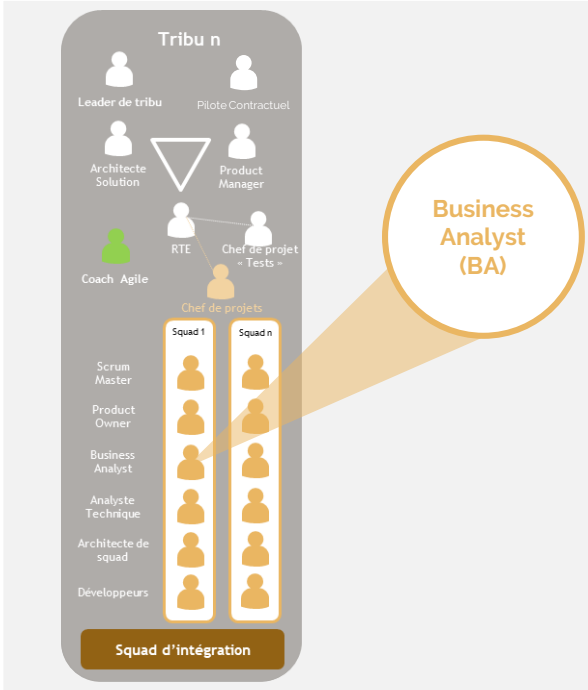 Tribu n
Leader de tribu
Pilote Contractuel
Architecte
Solution
Product
Manager
RTE
Chef de projet
« Tests »
Coach Agile
Chef de projets
Squad 1
Squad n
Scrum
Master
Product
Owner
Business
Analyst
Analyste
Technique
Architecte de
squad
Développeurs
Squad d’intégration
Business
Analyst
(BA)